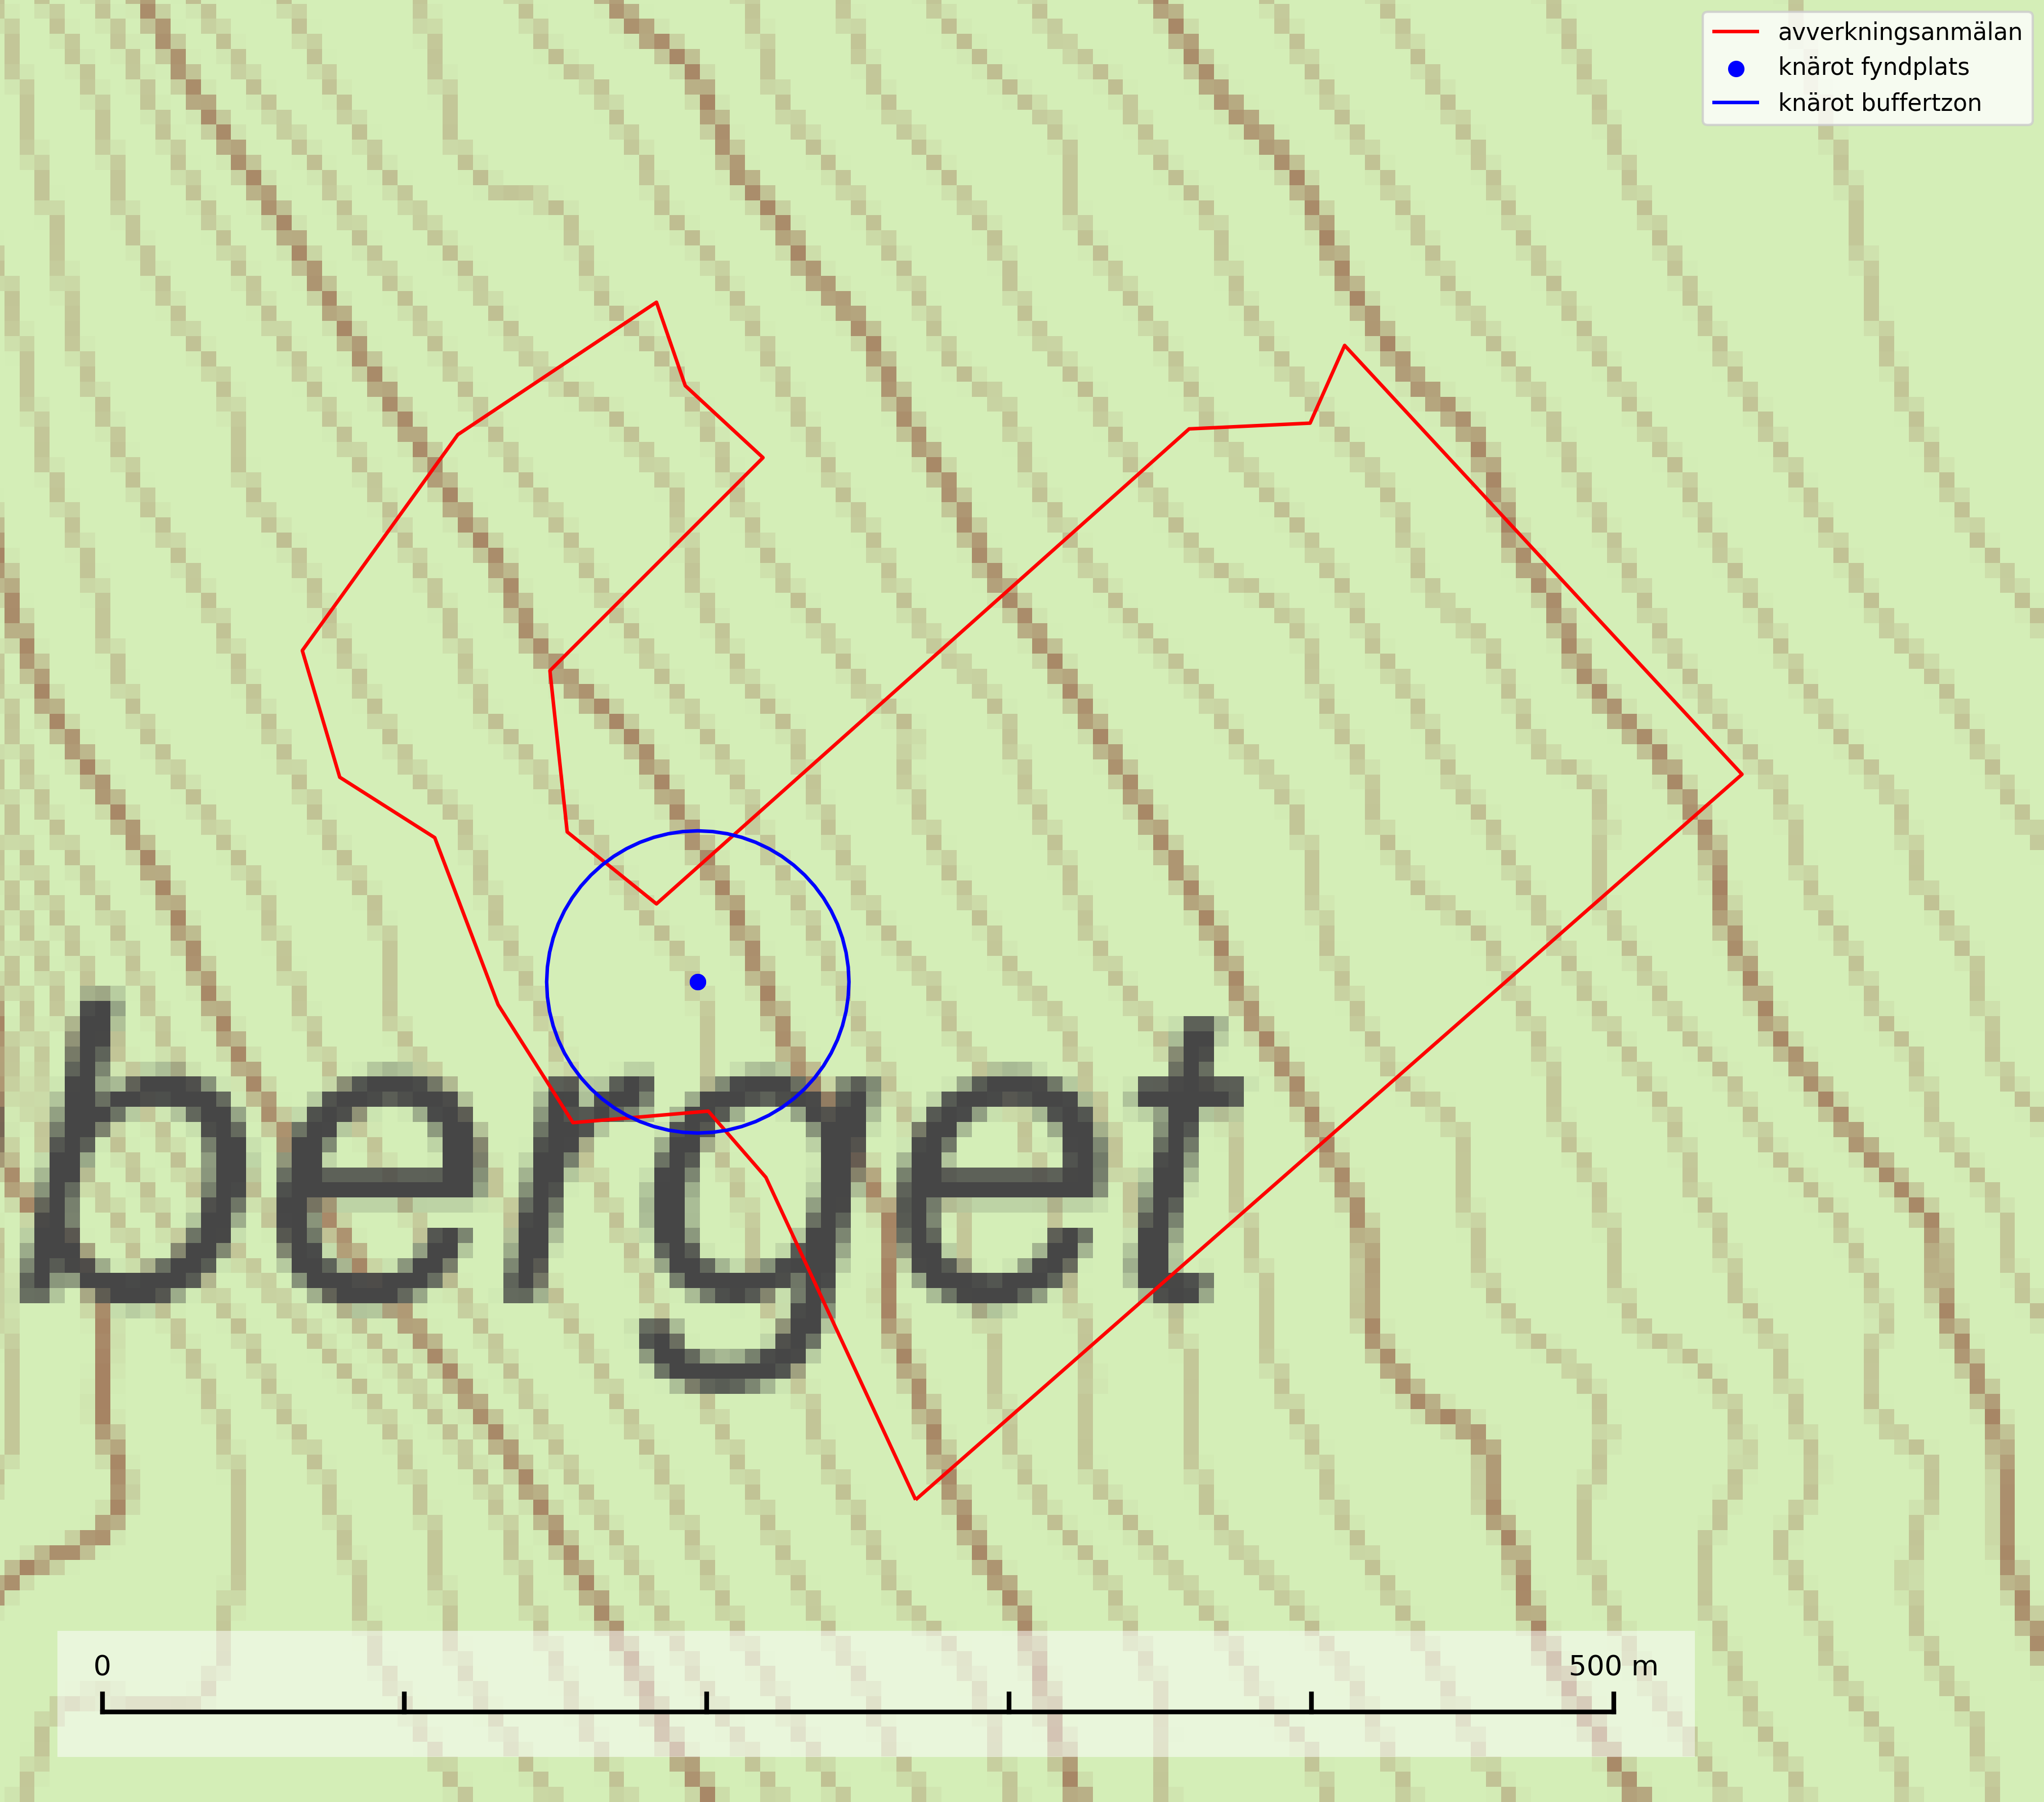 avverkningsanmälan
knärot fyndplats
knärot buffertzon
berget
0 500 m